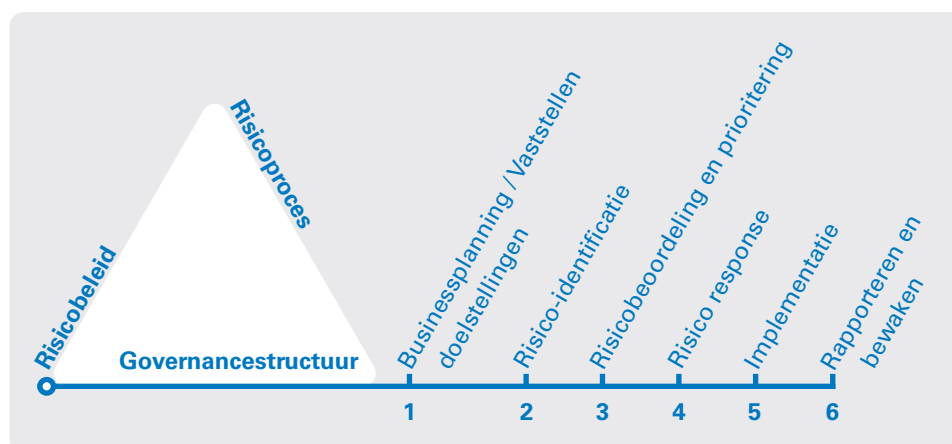 Risicobeleid
Risicoproces
Governancestructuur
Businessplanning / Vaststellen
doelstellingen
Risico-identificatie
Risicobeoordeling en prioritering
Risico response
Implementatie
Rapporteren en
bewaken
1
2
3
4
5
6